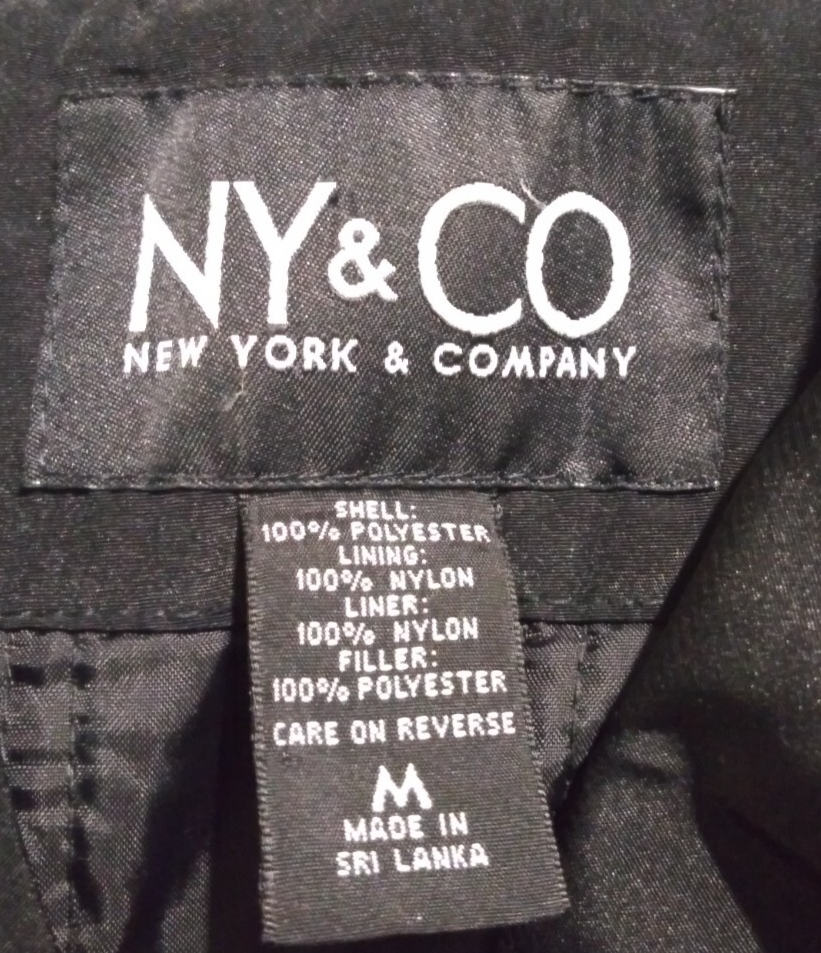 NY&CO
NEW YORK & COMPANY
SHELL:
100% POLYESTER
LINING:
100% NYLON
LINER:
100% NYLON
FILLER:
100% POLYESTER
CARE ON REVERSE
M
MADE IN
SRI LANKA